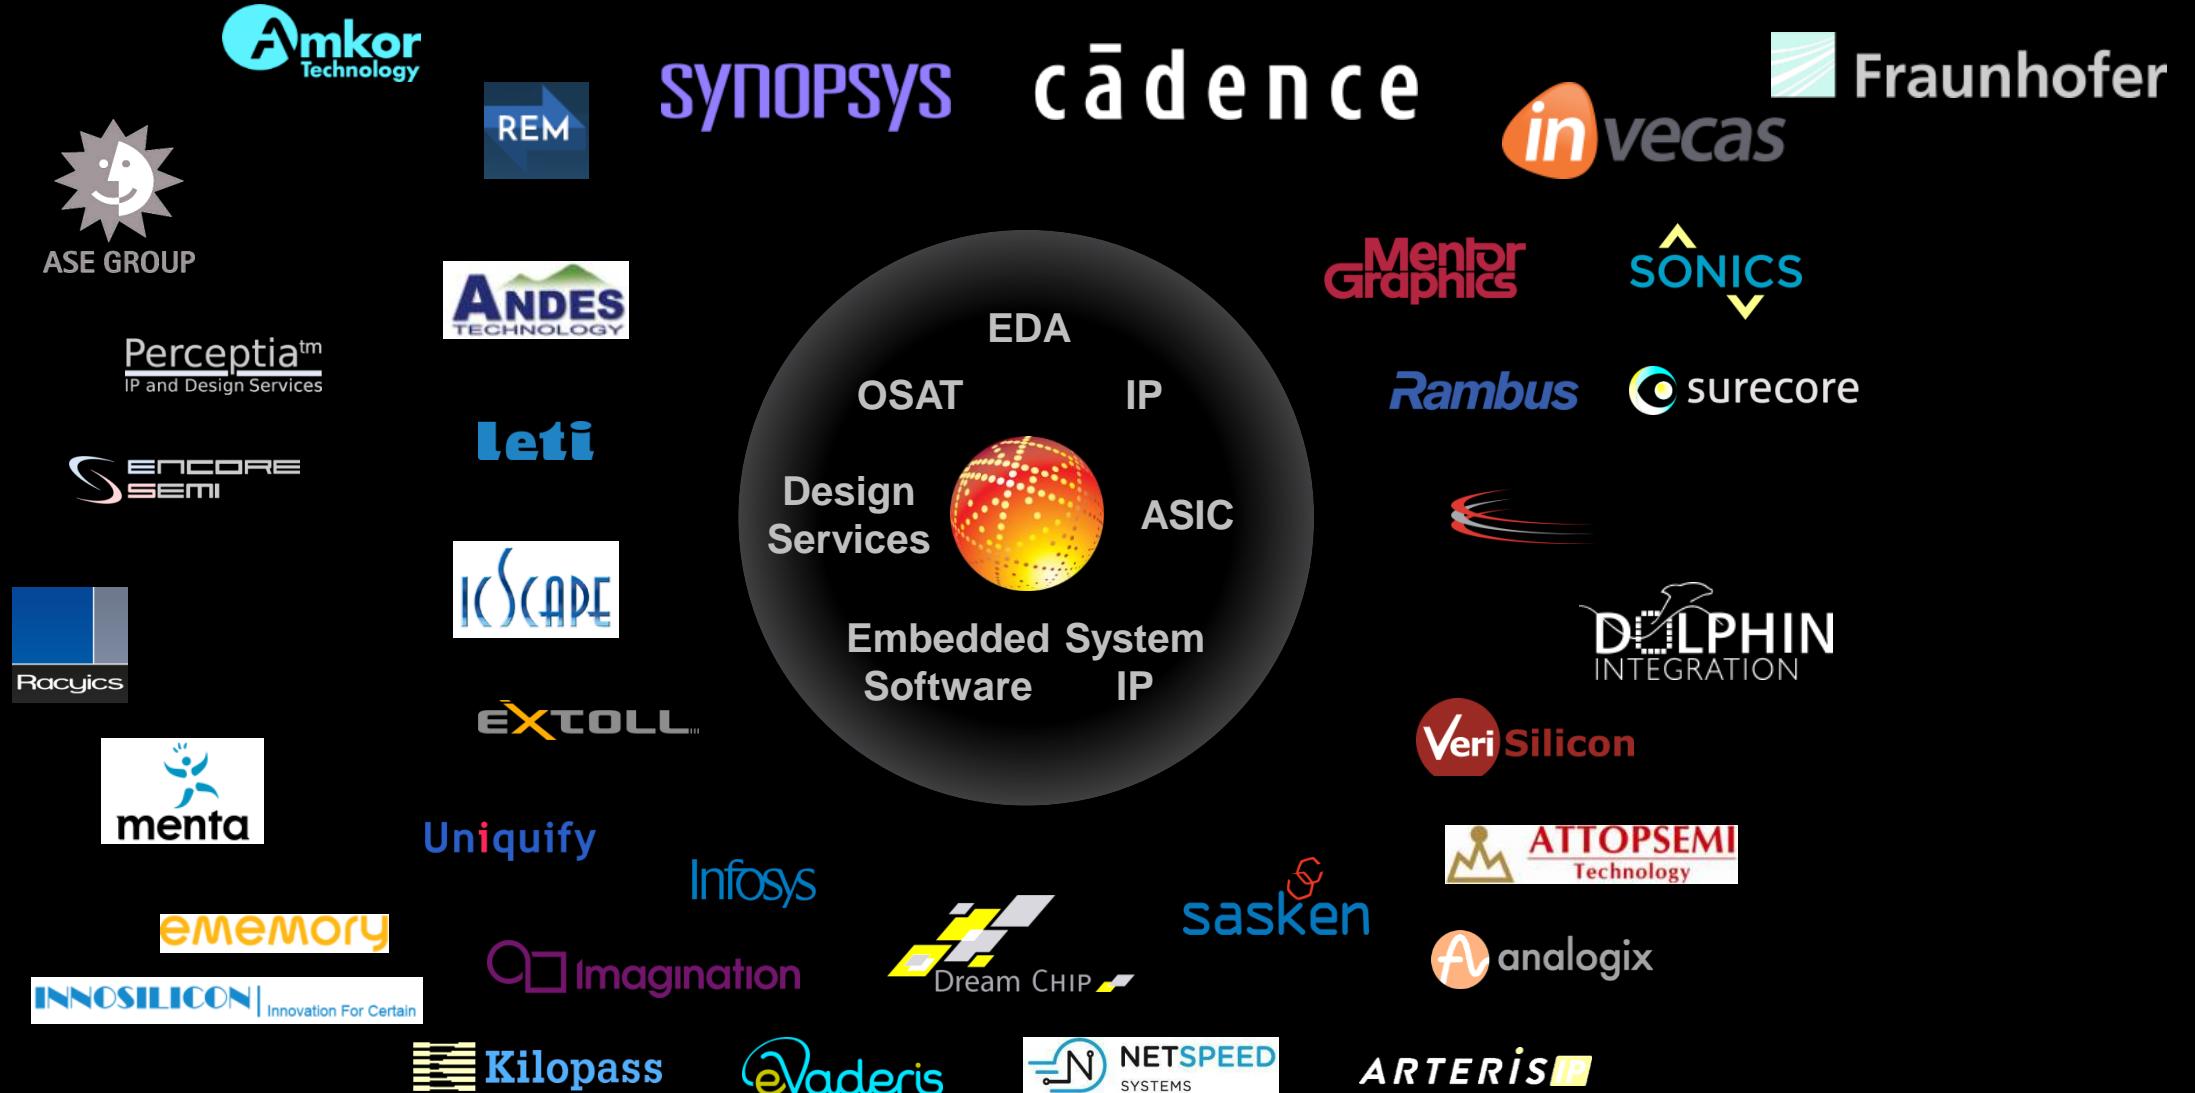 Amkor
Technology
REM
SYNOPSYS
cādence
Fraunhofer
invecas
ASE GROUP
ANDES
TECHNOLOGY
Mentor
Graphics
SONICS
EDA
Perceptia™
IP and Design Services
OSAT
IP
Rambus
surecore
leti
ENCORE
SEMI
Design
Services
ASIC
ICSCAPE
Racyics
DOLPHIN
INTEGRATION
Embedded
Software
System
IP
EXTOLL
VeriSilicon
menta
Uniquify
ATTOPSEMI
Technology
Infosys
sasken
ememory
Imagination
Dream CHIP
analogix
INNOSILICON
Innovation For Certain
Kilopass
eVaderis
NETSPEED
SYSTEMS
ARTERIS IP